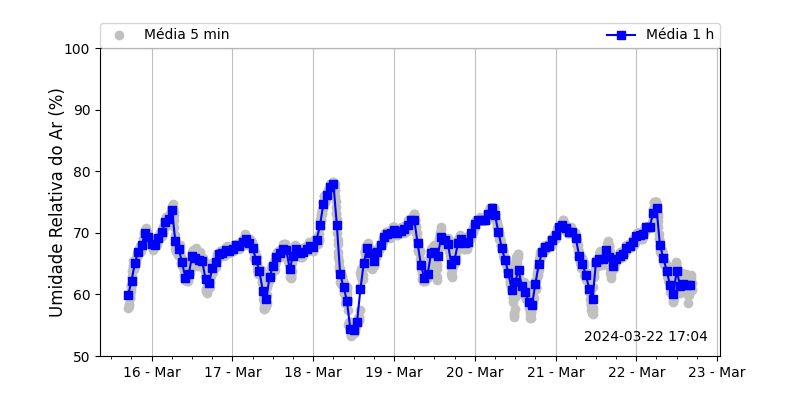 Média 5 min
Média 1 h
100
90
80
70
60
50
Umidade Relativa do Ar (%)
2024-03-22 17:04
16 - Mar
17 - Mar
18 - Mar
19 - Mar
20 - Mar
21 - Mar
22 - Mar
23 - Mar